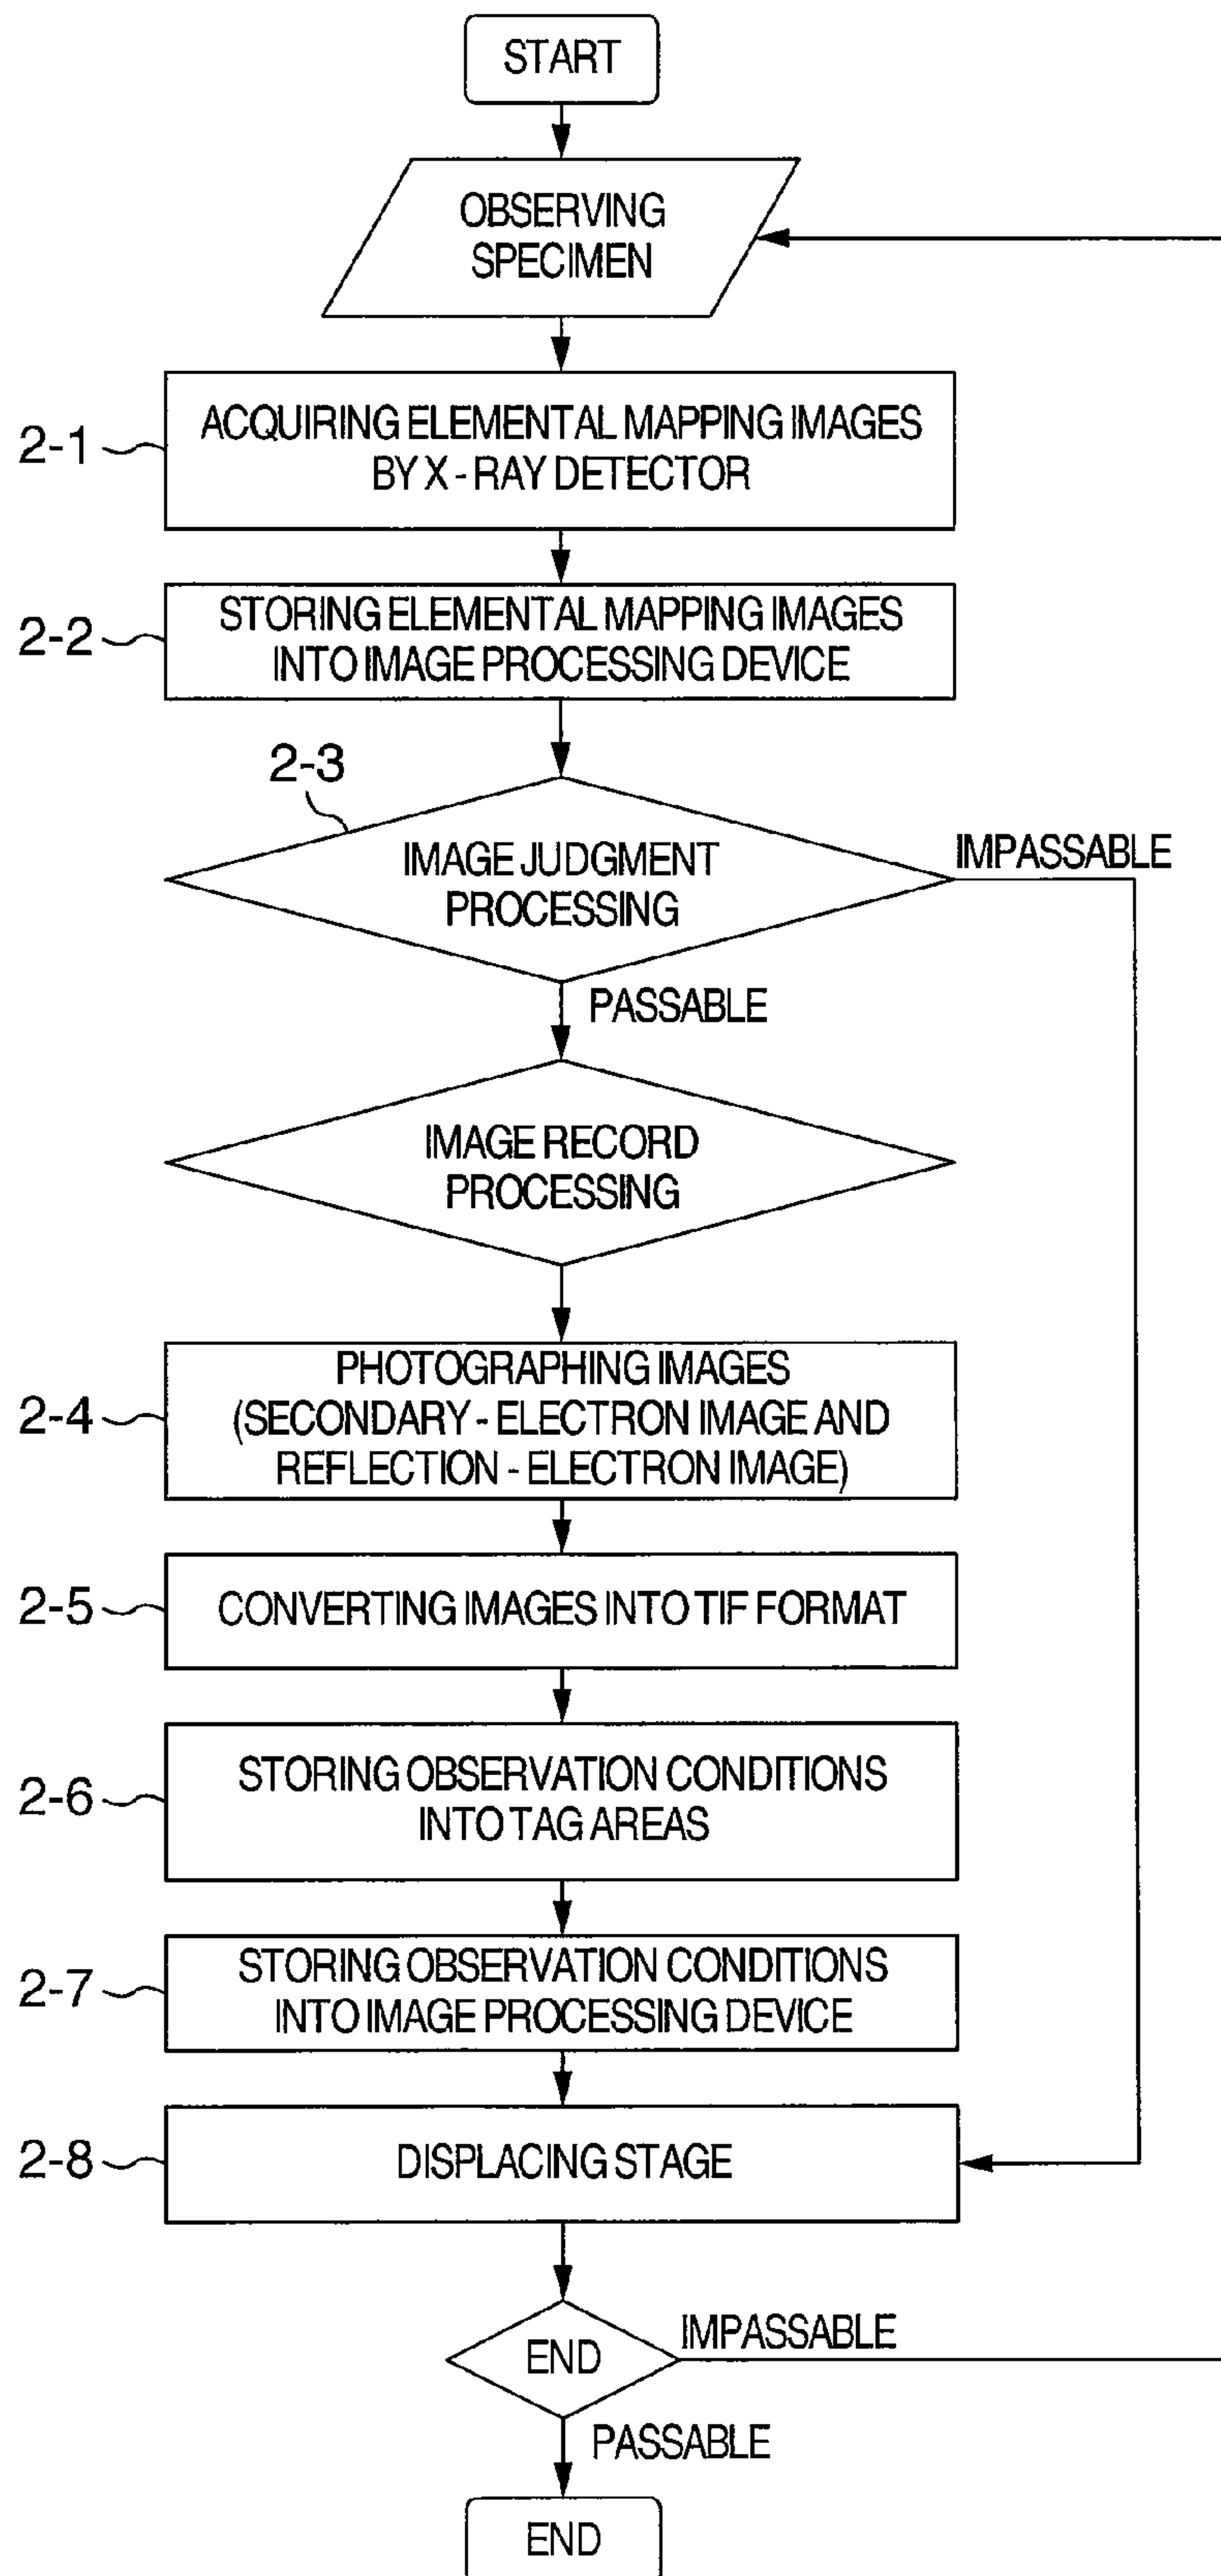 START
OBSERVING
SPECIMEN
2-1
ACQUIRING ELEMENTAL MAPPING IMAGES
BY X - RAY DETECTOR
2-2
STORING ELEMENTAL MAPPING IMAGES
INTO IMAGE PROCESSING DEVICE
2-3
IMAGE JUDGMENT
PROCESSING
IMPASSABLE
PASSABLE
IMAGE RECORD
PROCESSING
2-4
PHOTOGRAPHING IMAGES
(SECONDARY - ELECTRON IMAGE AND
REFLECTION - ELECTRON IMAGE)
2-5
CONVERTING IMAGES INTO TIF FORMAT
2-6
STORING OBSERVATION CONDITIONS
INTO TAG AREAS
2-7
STORING OBSERVATION CONDITIONS
INTO IMAGE PROCESSING DEVICE
2-8
DISPLACING STAGE
END
IMPASSABLE
PASSABLE
END